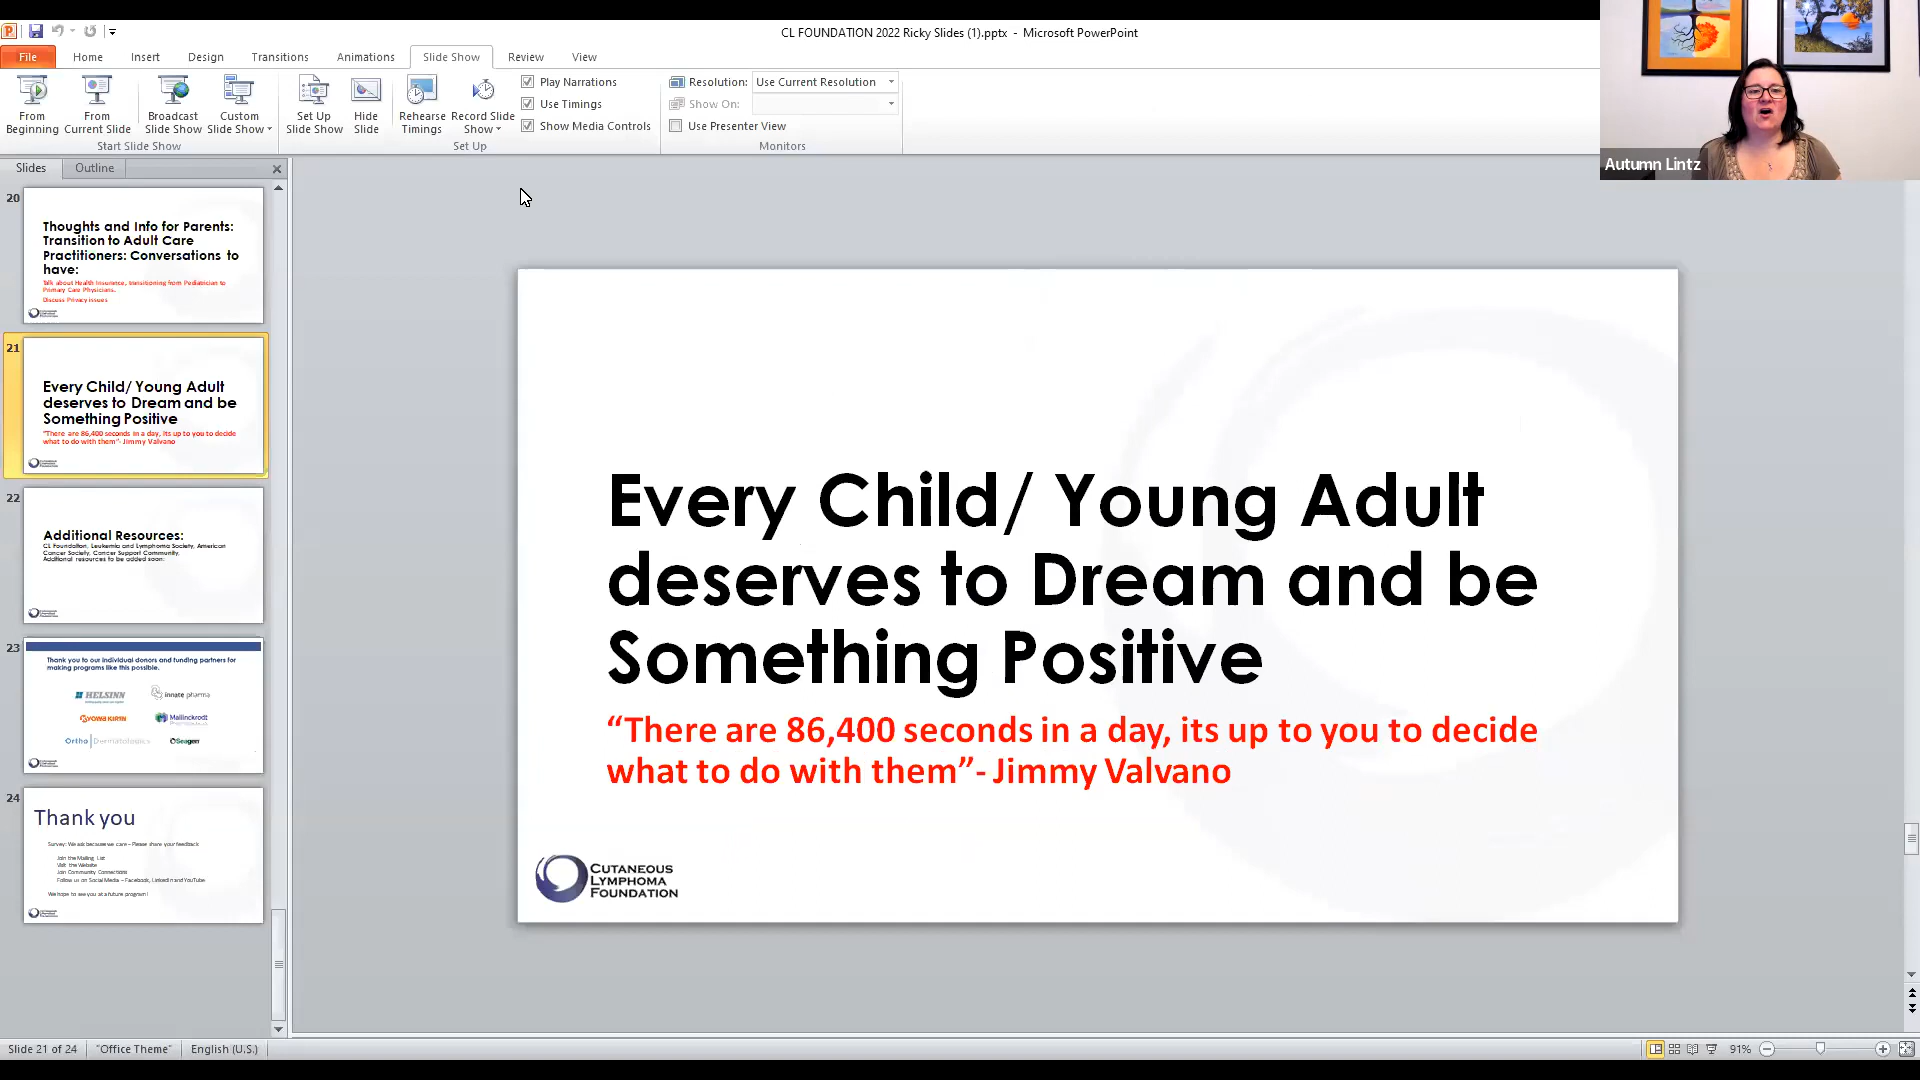 CL FOUNDATION 2022 Ricky Slides (1).pptx - Microsoft PowerPoint
File Home Insert Design Transitions Animations Slide Show Review View
From Beginning
From Current Slide
Broadcast Slide Show
Custom Slide Show
Start Slide Show
Set Up Slide Show
Hide Slide
Rehearse Timings
Record Slide Show
Play Narrations
Use Timings
Show Media Controls
Set Up
Resolution: Use Current Resolution
Show On:
Use Presenter View
Monitors
Autumn Lintz
Slides Outline
20
Thoughts and Info for Parents:
Transition to Adult Care
Practitioners: Conversations to
have:
Talk about Health Insurance, transitioning from Pediatrician to
Primary Care Physicians.
Discuss Privacy issues
21
Every Child/ Young Adult
deserves to Dream and be
Something Positive
"There are 86,400 seconds in a day, its up to you to decide
what to do with them"- Jimmy Valvano
22
Additional Resources:
CL Foundation, Leukemia and Lymphoma Society, American
Cancer Society, Cancer Support Community.
Additional resources to be added soon:
23
Thank you to our individual donors and funding partners for
making programs like this possible.
HELSINN
innate pharma
Kyowa Kirin
Mallinckrodt
Ortho Dermatologics
Seagen
24
Thank you
Survey: We ask because we care – Please share your feedback
Join the Mailing List
Visit the Website
Join Community Connections
Follow us on Social Media – Facebook, LinkedIn and YouTube
We hope to see you at a future program!
Every Child/ Young Adult
deserves to Dream and be
Something Positive
“There are 86,400 seconds in a day, its up to you to decide
what to do with them”- Jimmy Valvano
CUTANEOUS
LYMPHOMA
FOUNDATION
Slide 21 of 24 "Office Theme" English (U.S.) 91%